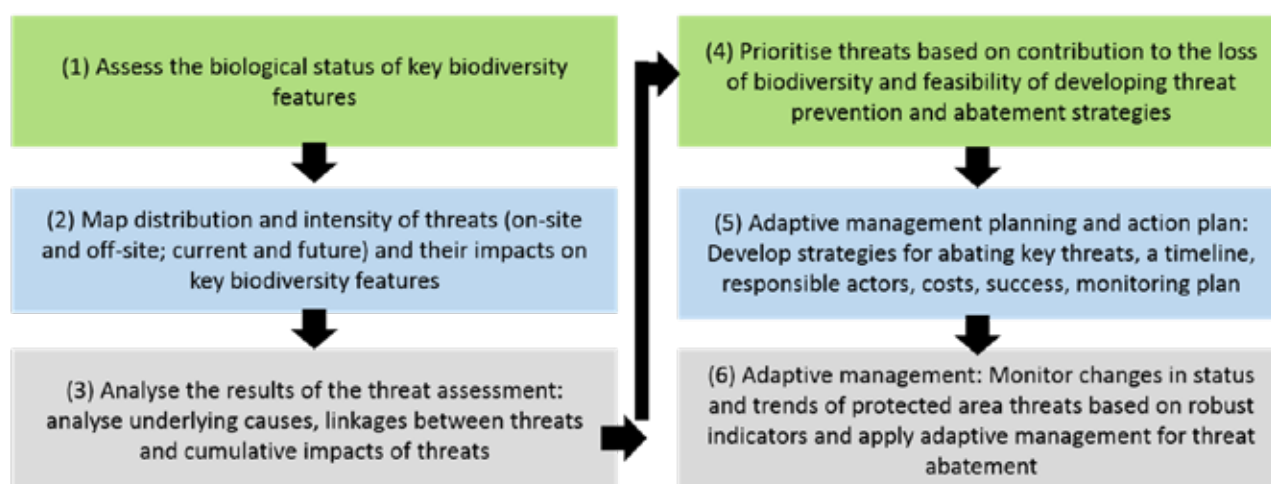 (1) Assess the biological status of key biodiversity
features
(2) Map distribution and intensity of threats (on-site
and off-site; current and future) and their impacts on
key biodiversity features
(3) Analyse the results of the threat assessment:
analyse underlying causes, linkages between threats
and cumulative impacts of threats
(4) Prioritise threats based on contribution to the loss
of biodiversity and feasibility of developing threat
prevention and abatement strategies
(5) Adaptive management planning and action plan:
Develop strategies for abating key threats, a timeline,
responsible actors, costs, success, monitoring plan
(6) Adaptive management: Monitor changes in status
and trends of protected area threats based on robust
indicators and apply adaptive management for threat
abatement